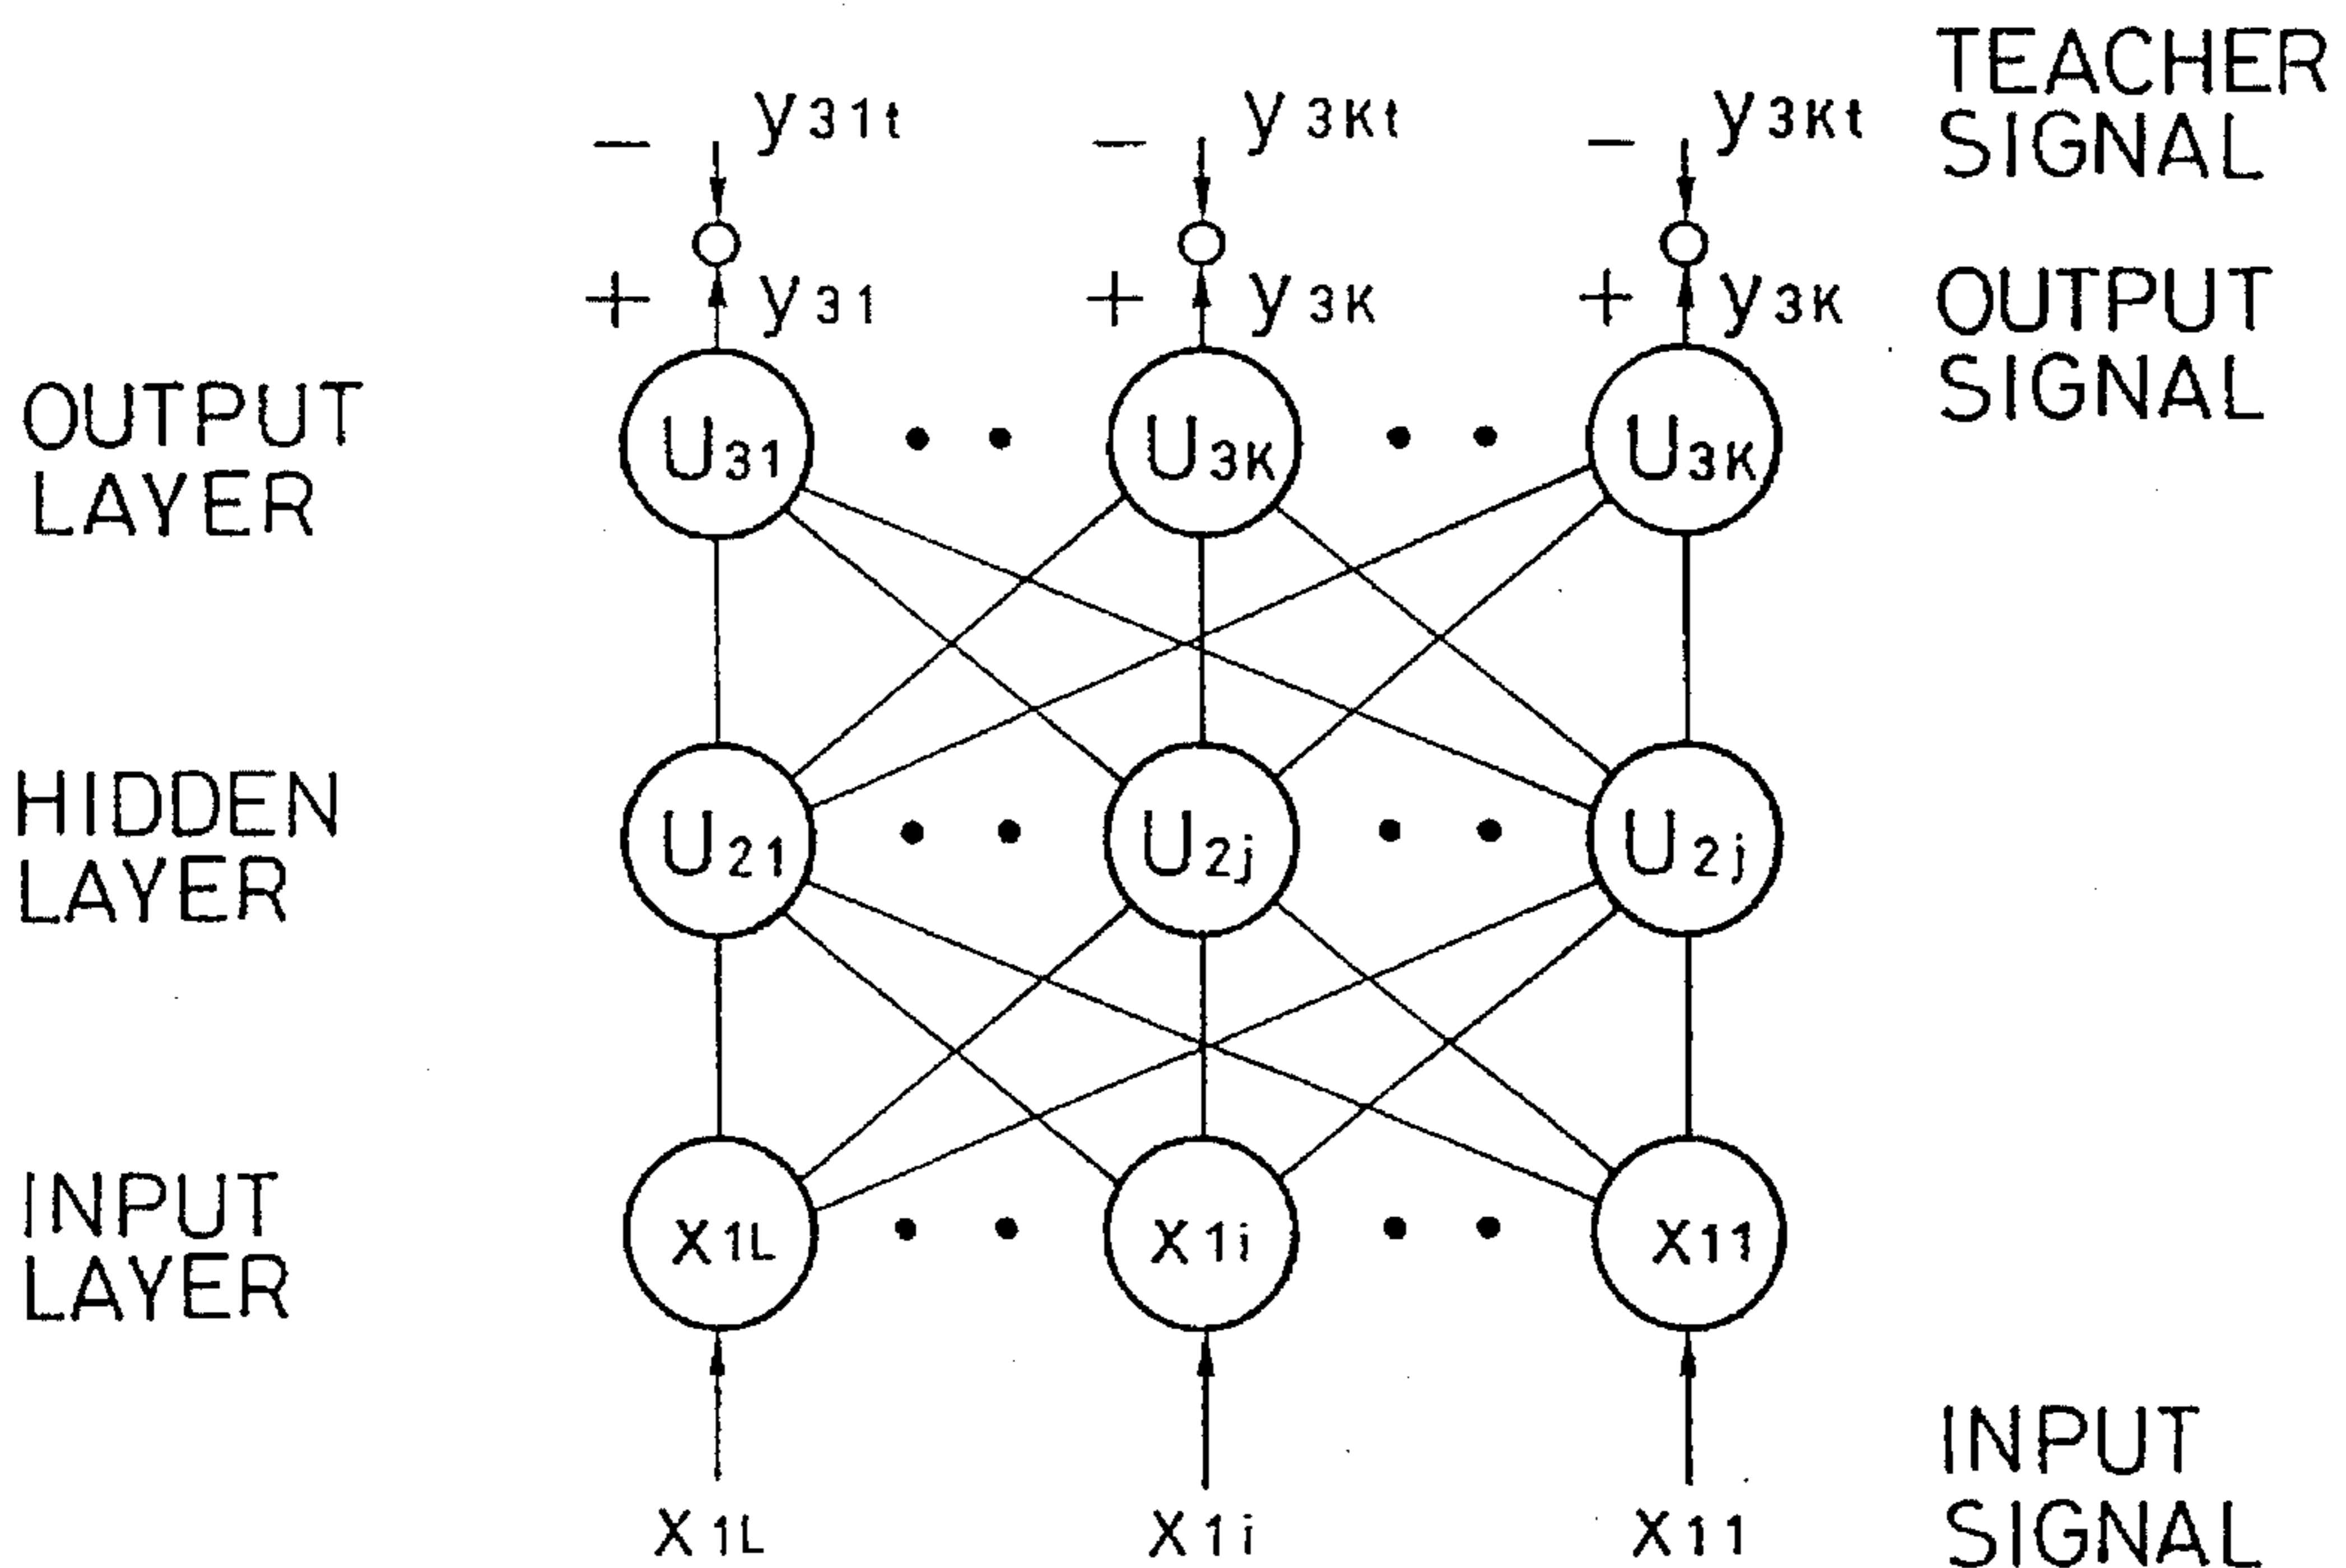 TEACHER
SIGNAL
− y31t − y3Kt − y3Kt
+ y31 + y3K + y3K
OUTPUT
SIGNAL
OUTPUT
LAYER
U31 • • U3K • • U3K
HIDDEN
LAYER
U21 • • U2j • • U2j
INPUT
LAYER
X1L • • X1i • • X11
X1L X1i X11
INPUT
SIGNAL